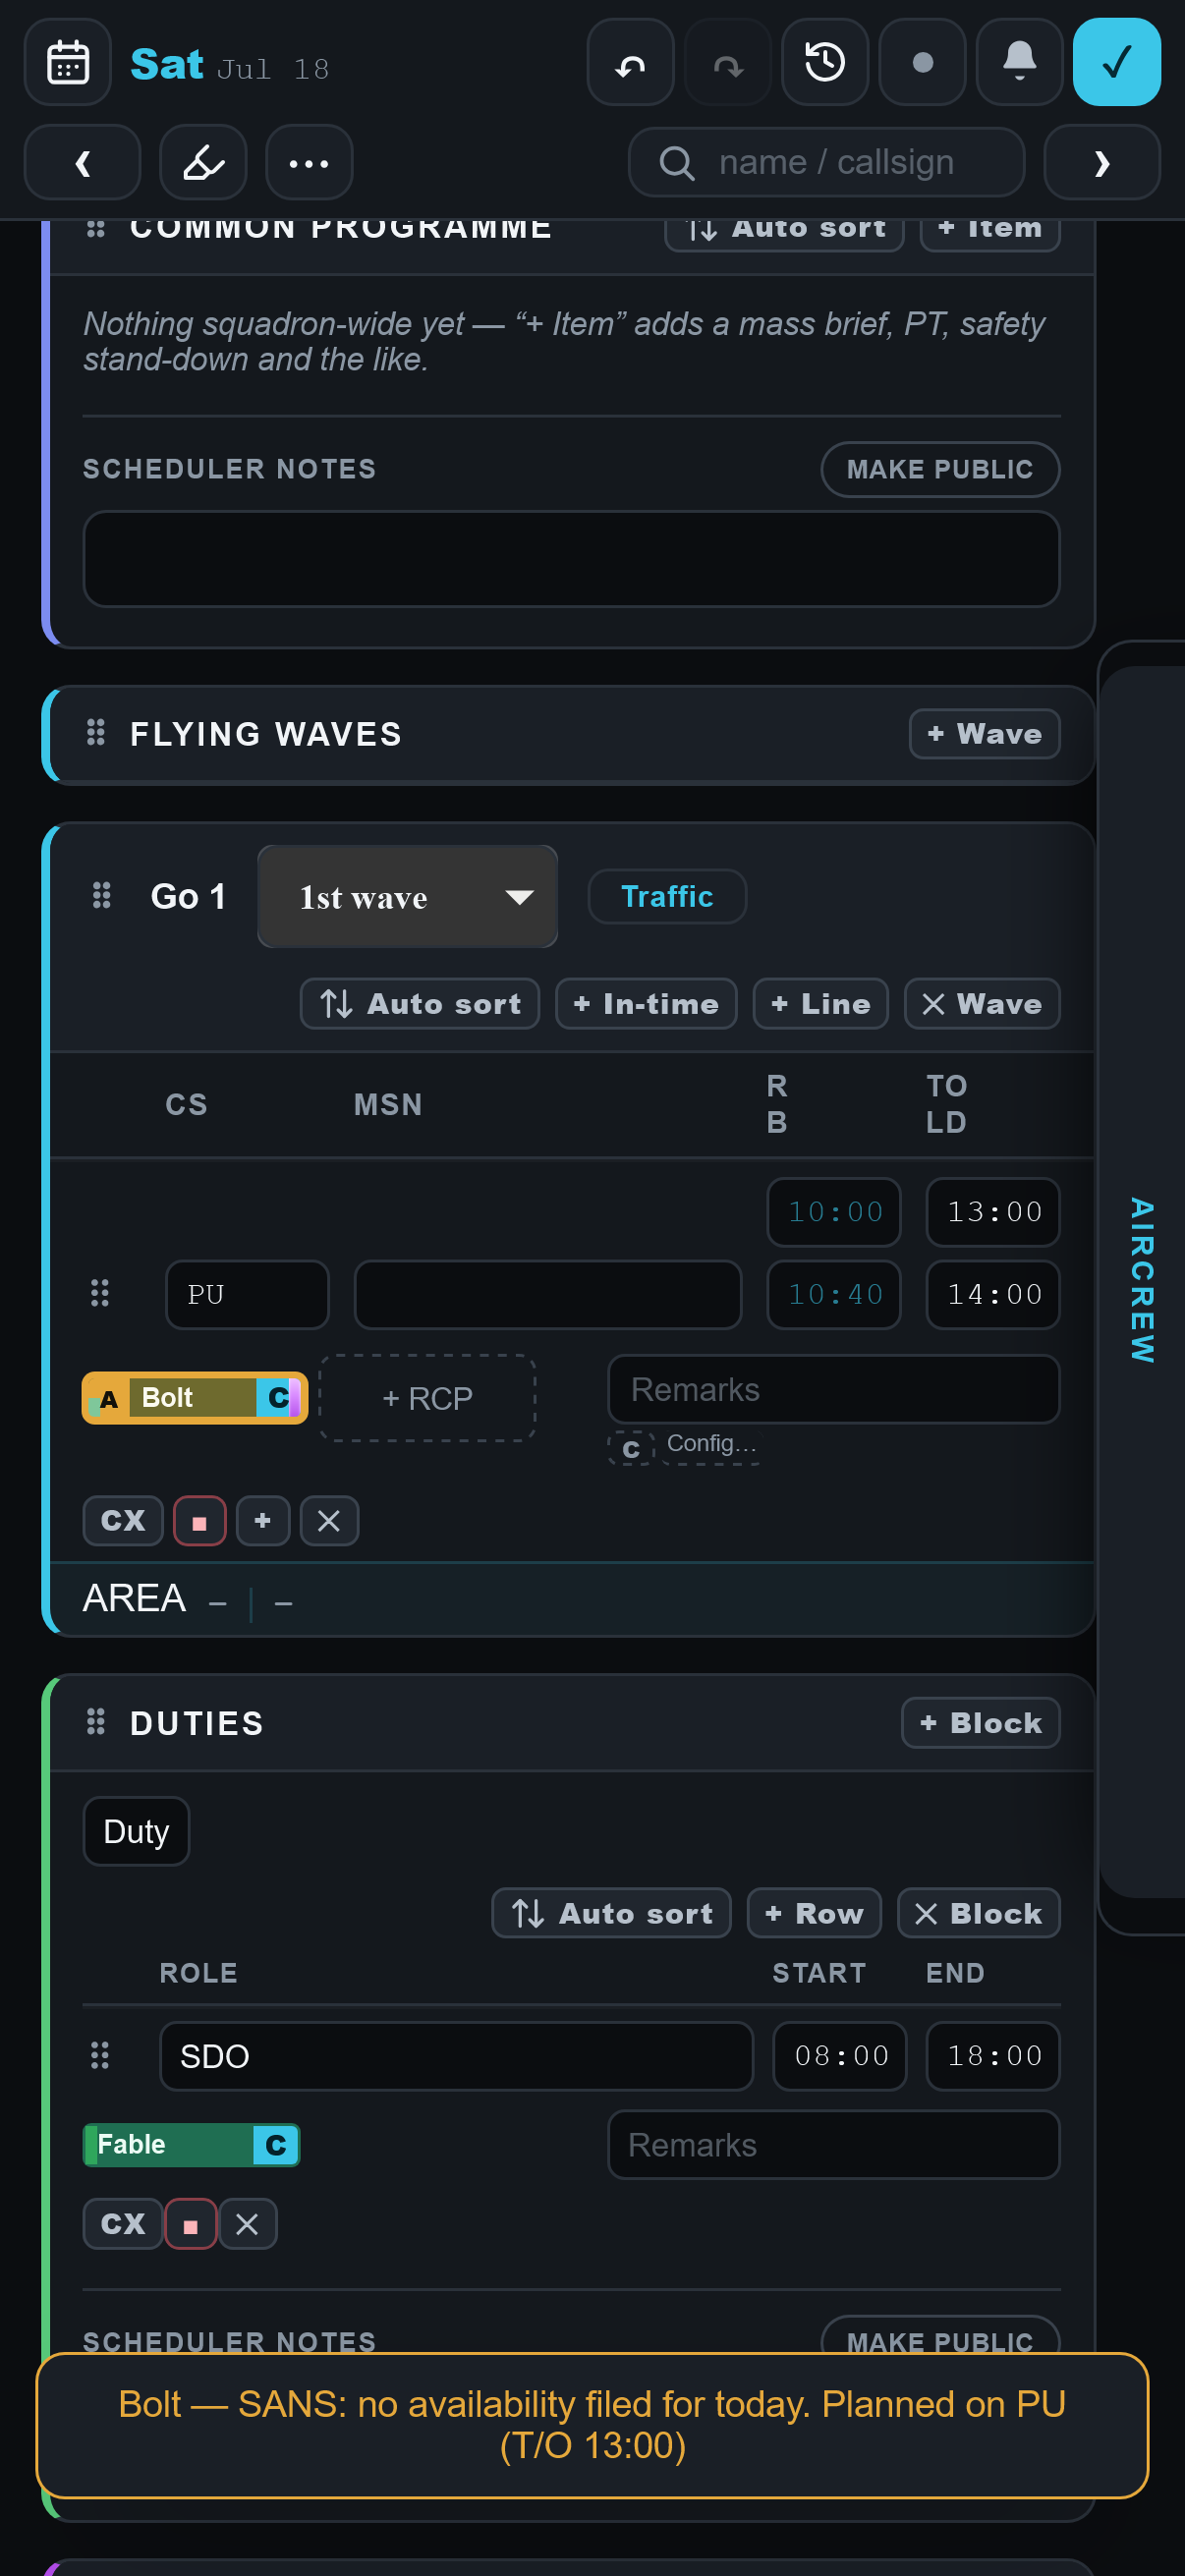 Sat Jul 18
name / callsign
COMMON PROGRAMME Auto sort + Item
Nothing squadron-wide yet — “+ Item” adds a mass brief, PT, safety
stand-down and the like.
SCHEDULER NOTES MAKE PUBLIC
FLYING WAVES + Wave
Go 1 1st wave Traffic
Auto sort + In-time + Line × Wave
CS MSN R TO
B LD
10:00 13:00
PU 10:40 14:00
A Bolt C + RCP Remarks
C Config...
CX + ×
AREA – | –
AIRCREW
DUTIES + Block
Duty
Auto sort + Row × Block
ROLE START END
SDO 08:00 18:00
Fable C Remarks
CX ×
SCHEDULER NOTES MAKE PUBLIC
Bolt — SANS: no availability filed for today. Planned on PU
(T/O 13:00)